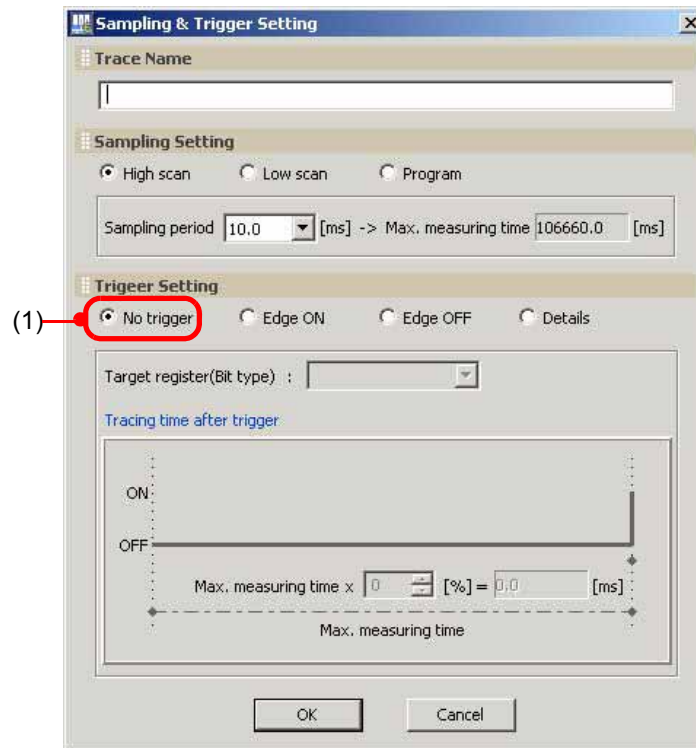 Sampling & Trigger Setting
Trace Name
Sampling Setting
High scan Low scan Program
Sampling period 10.0 [ms] -> Max. measuring time 106660.0 [ms]
Trigeer Setting
(1) No trigger Edge ON Edge OFF Details
Target register(Bit type) :
Tracing time after trigger
ON
OFF
Max. measuring time x 0 [%] = 0.0 [ms]
Max. measuring time
OK Cancel